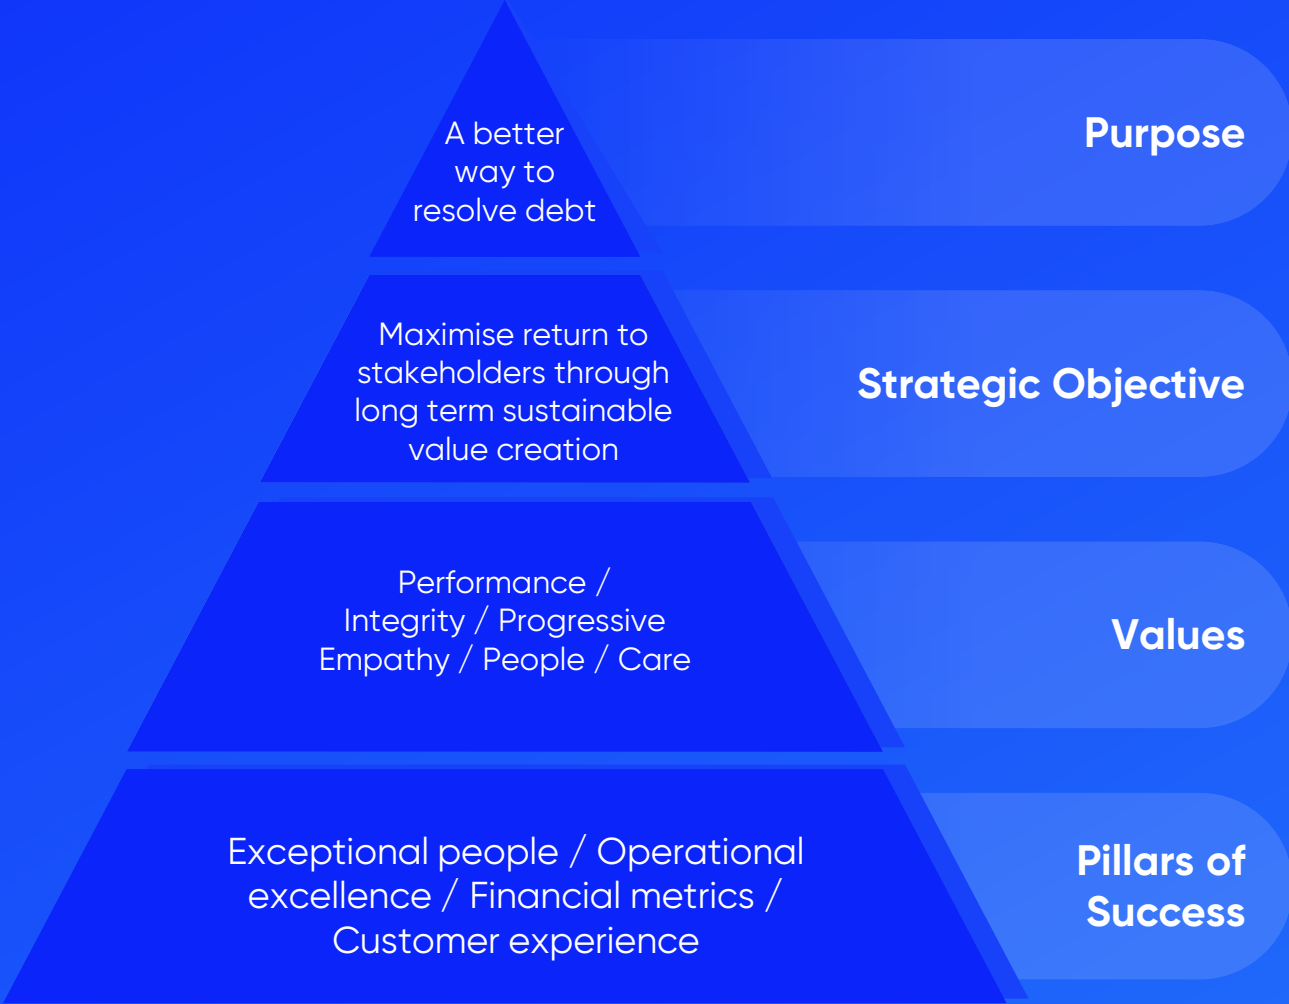 A better
way to
resolve debt
Purpose
Maximise return to
stakeholders through
long term sustainable
value creation
Strategic Objective
Performance /
Integrity / Progressive
Empathy / People / Care
Values
Exceptional people / Operational
excellence / Financial metrics /
Customer experience
Pillars of
Success